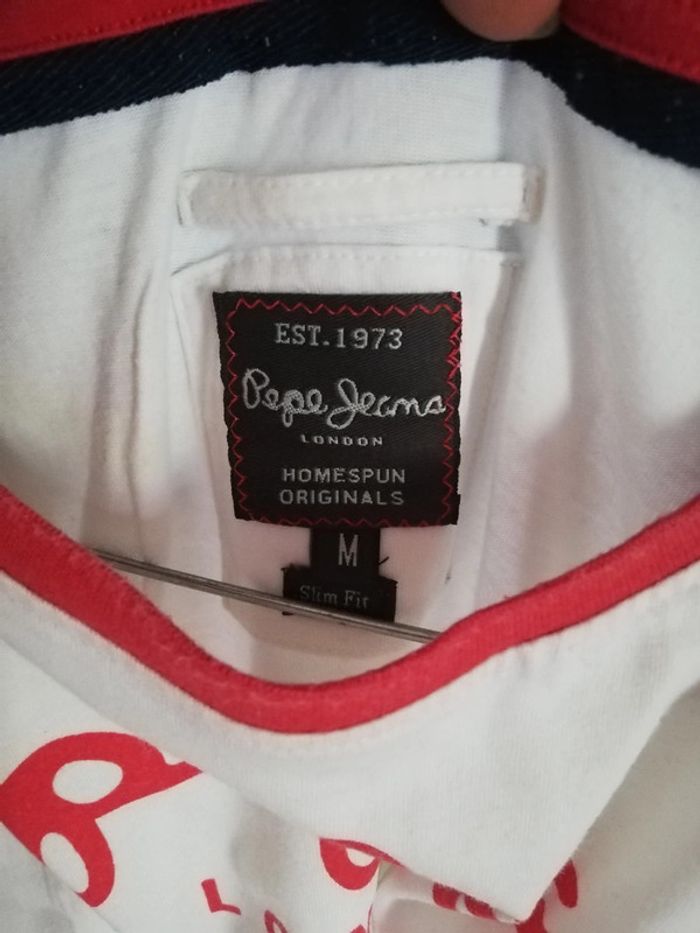 EST. 1973
Pepe Jeans
LONDON
HOMESPUN
ORIGINALS
M
Slim Fit